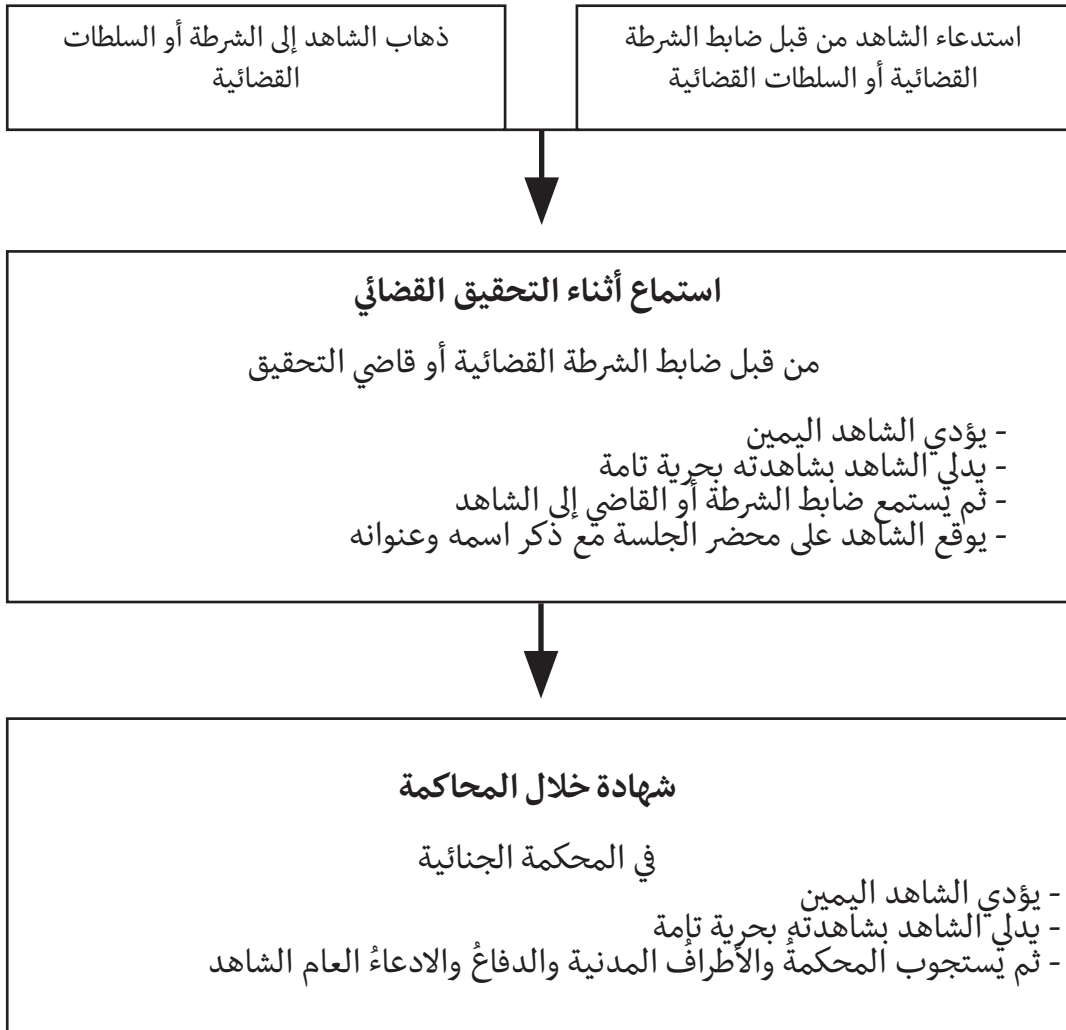 استدعاء الشاهد من قبل ضابط الشرطة
القضائية أو السلطات القضائية
ذهاب الشاهد إلى الشرطة أو السلطات
القضائية
استماع أثناء التحقيق القضائي
من قبل ضابط الشرطة القضائية أو قاضي التحقيق
- يؤدي الشاهد اليمين
- يدلي الشاهد بشاهدته بحرية تامة
- ثم يستمع ضابط الشرطة أو القاضي إلى الشاهد
- يوقع الشاهد على محضر الجلسة مع ذكر اسمه وعنوانه
شهادة خلال المحاكمة
في المحكمة الجنائية
- يؤدي الشاهد اليمين
- يدلي الشاهد بشاهدته بحرية تامة
- ثم يستجوب المحكمةُ والأطرافُ المدنية والدفاعُ والادعاءُ العام الشاهد